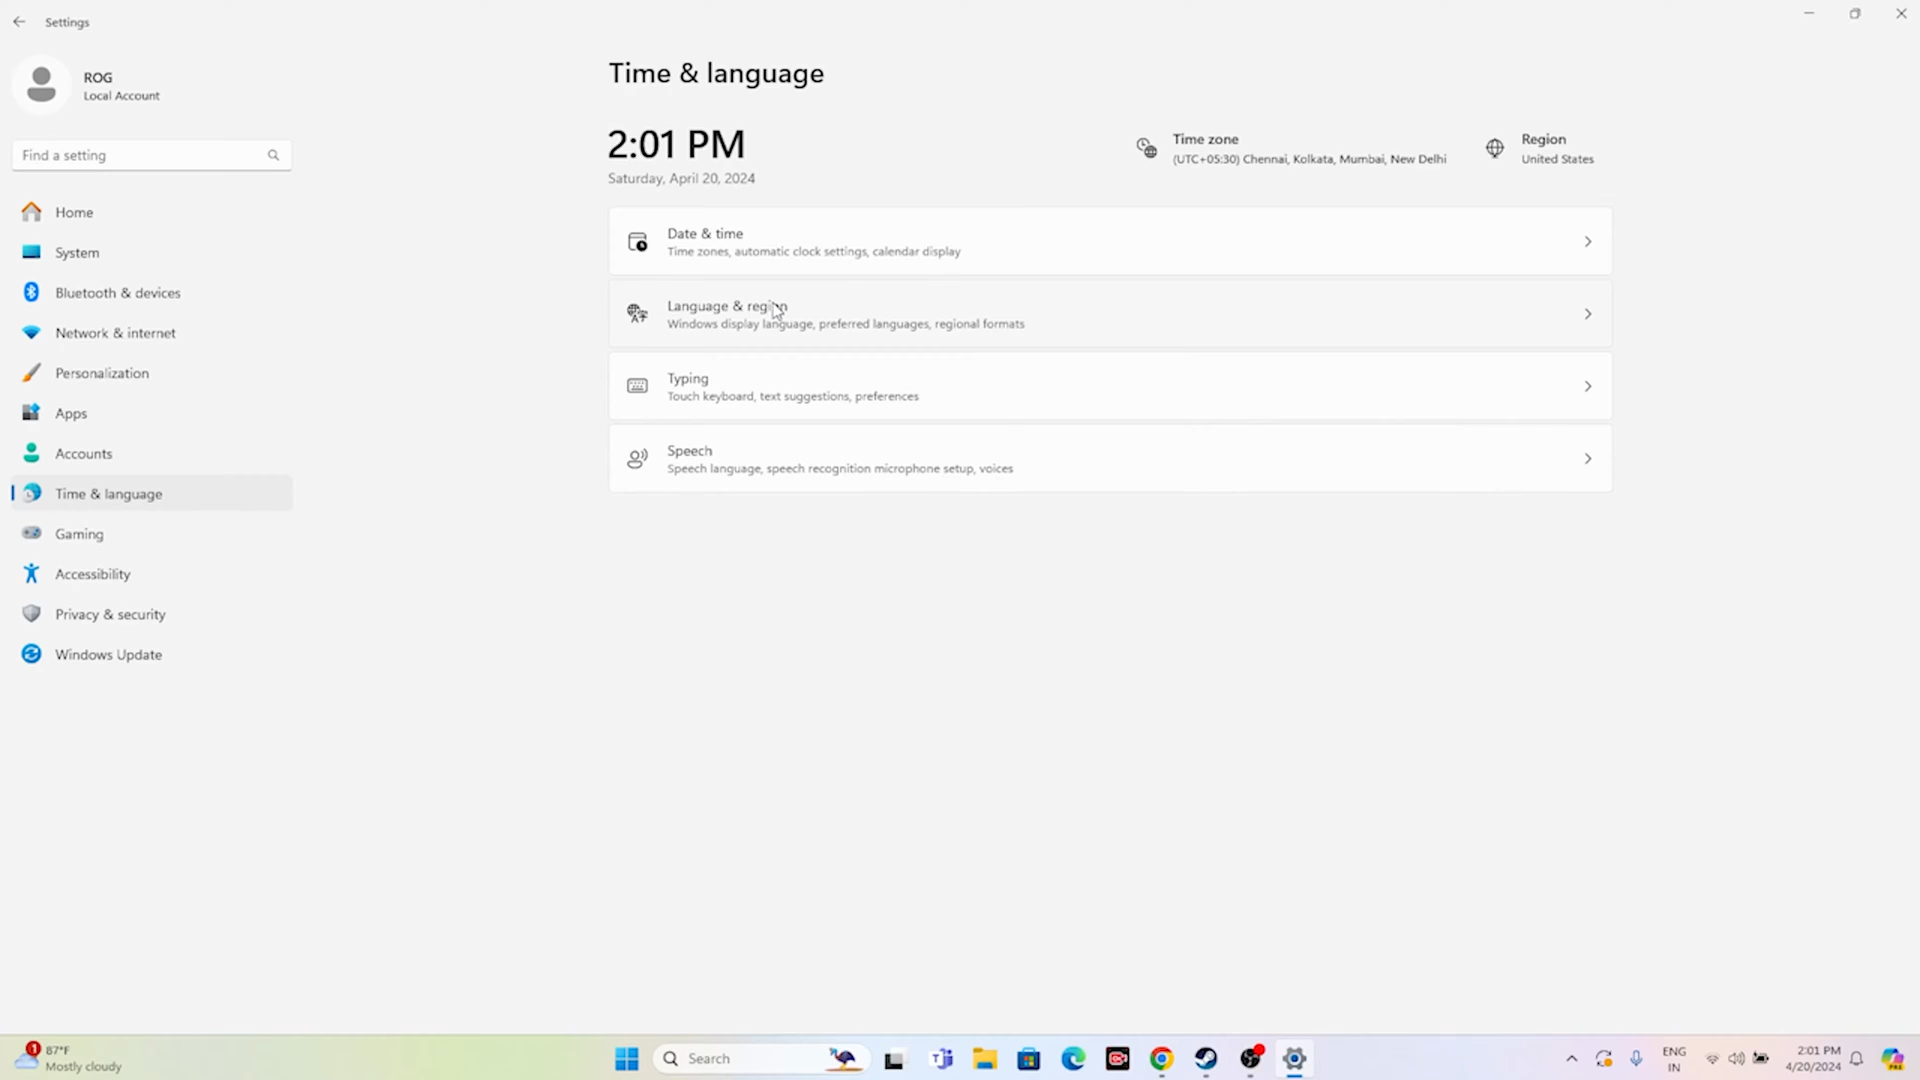 Settings
ROG
Local Account
Find a setting
Home
System
Bluetooth & devices
Network & internet
Personalization
Apps
Accounts
Time & language
Gaming
Accessibility
Privacy & security
Windows Update
Time & language
2:01 PM
Saturday, April 20, 2024
Time zone
(UTC+05:30) Chennai, Kolkata, Mumbai, New Delhi
Region
United States
Date & time
Time zones, automatic clock settings, calendar display
Language & region
Windows display language, preferred languages, regional formats
Typing
Touch keyboard, text suggestions, preferences
Speech
Speech language, speech recognition microphone setup, voices
1
87°F
Mostly cloudy
Search
ENG
IN
2:01 PM
4/20/2024
PRE